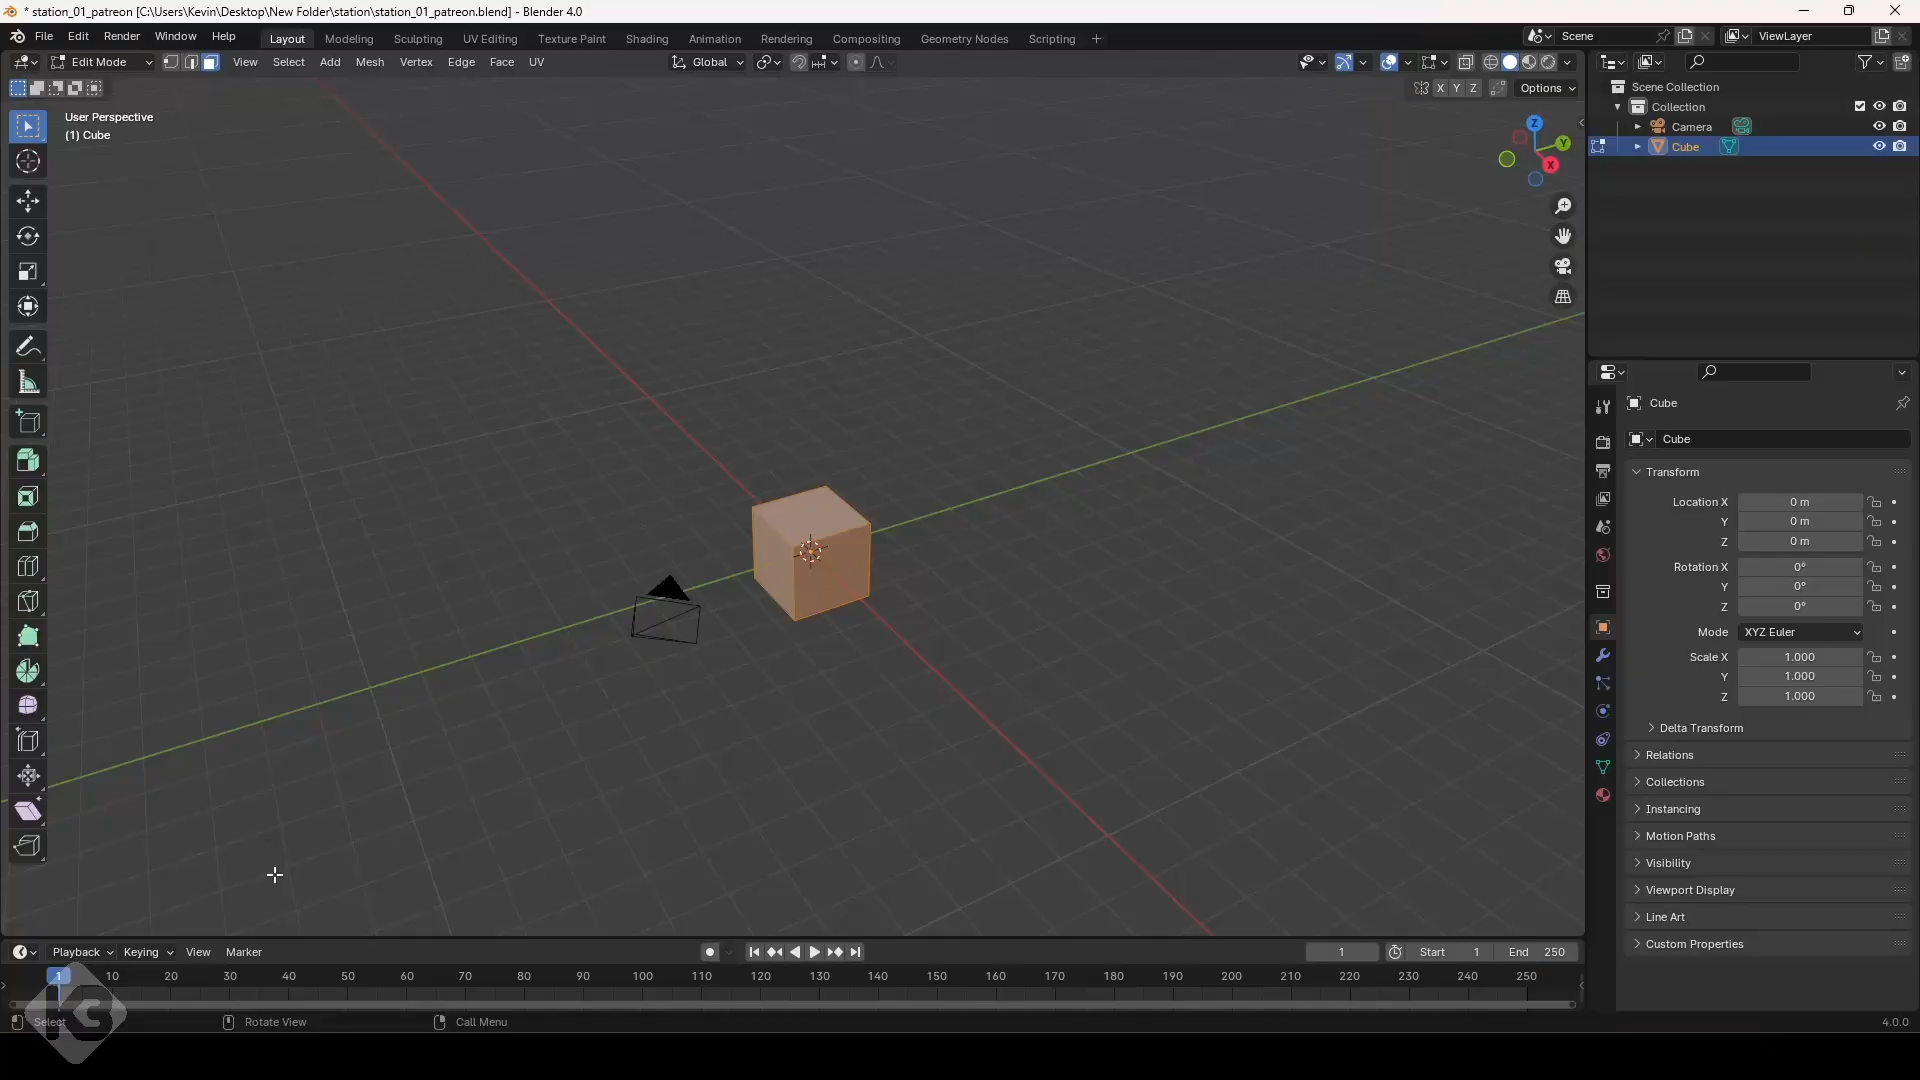 * station_01_patreon [C:\Users\Kevin\Desktop\New Folder\station\station_01_patreon.blend] - Blender 4.0
File Edit Render Window Help Layout Modeling Sculpting UV Editing Texture Paint Shading Animation Rendering Compositing Geometry Nodes Scripting + Scene ViewLayer
Edit Mode View Select Add Mesh Vertex Edge Face UV Global
X Y Z Options
User Perspective
(1) Cube
Z
Y
X
Scene Collection
Collection
Camera
Cube
Cube
Cube
Transform
Location X 0 m
Y 0 m
Z 0 m
Rotation X 0°
Y 0°
Z 0°
Mode XYZ Euler
Scale X 1.000
Y 1.000
Z 1.000
Delta Transform
Relations
Collections
Instancing
Motion Paths
Visibility
Viewport Display
Line Art
Custom Properties
Playback Keying View Marker 1 Start 1 End 250
1 10 20 30 40 50 60 70 80 90 100 110 120 130 140 150 160 170 180 190 200 210 220 230 240 250
Select Rotate View Call Menu 4.0.0